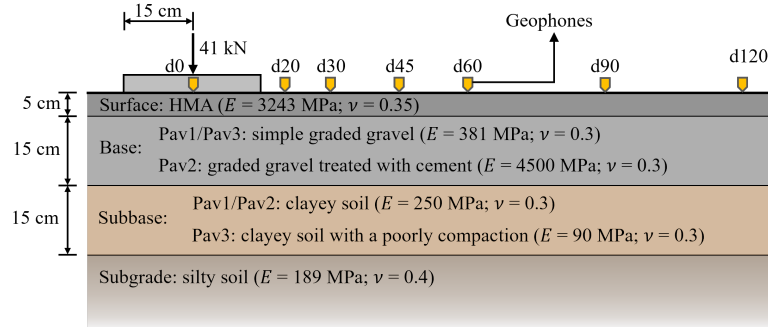 15 cm
41 kN
Geophones
d0
d20
d30
d45
d60
d90
d120
5 cm
Surface: HMA (E = 3243 MPa; ν = 0.35)
15 cm
Base:
Pav1/Pav3: simple graded gravel (E = 381 MPa; ν = 0.3)
Pav2: graded gravel treated with cement (E = 4500 MPa; ν = 0.3)
15 cm
Subbase:
Pav1/Pav2: clayey soil (E = 250 MPa; ν = 0.3)
Pav3: clayey soil with a poorly compaction (E = 90 MPa; ν = 0.3)
Subgrade: silty soil (E = 189 MPa; ν = 0.4)